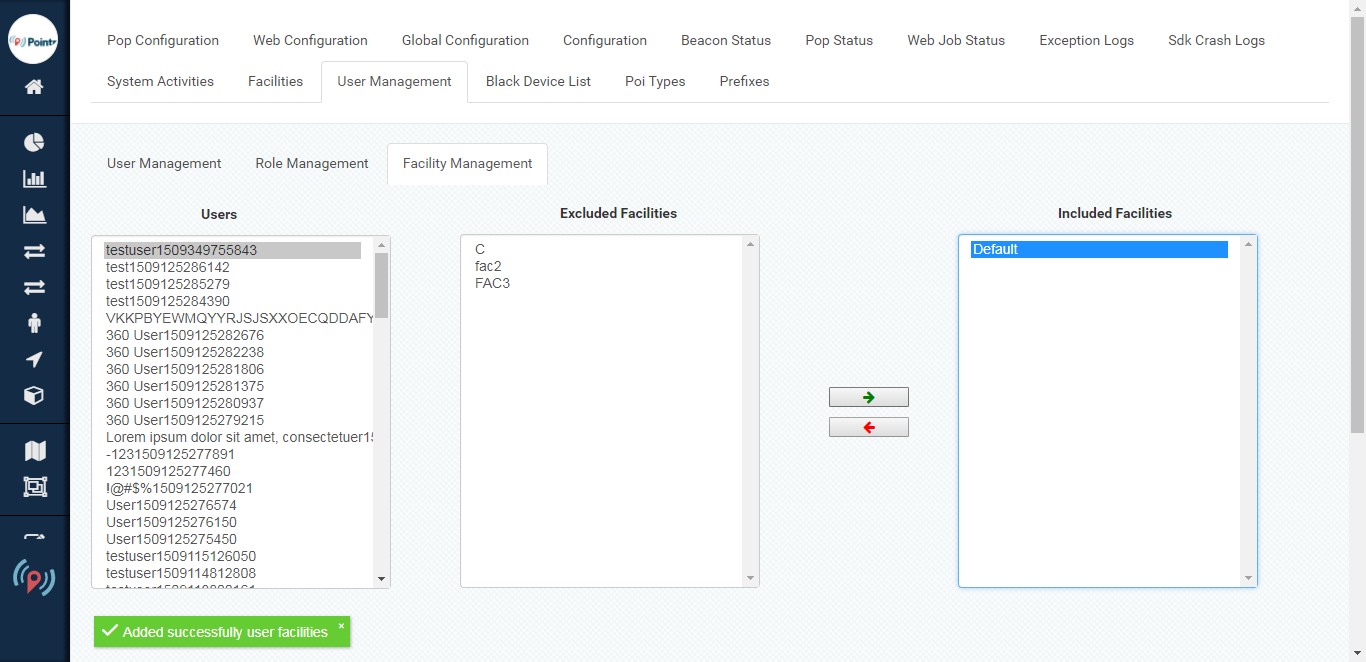 Pointr
Pop Configuration Web Configuration Global Configuration Configuration Beacon Status Pop Status Web Job Status Exception Logs Sdk Crash Logs
System Activities Facilities User Management Black Device List Poi Types Prefixes
User Management Role Management Facility Management
Users Excluded Facilities Included Facilities
testuser1509349755843 C Default
test1509125286142 fac2
test1509125285279 FAC3
test1509125284390
VKKPBYEWMQYYRJSJSXXOECQDDAFY
360 User1509125282676
360 User1509125282238
360 User1509125281806
360 User1509125281375
360 User1509125280937
360 User1509125279215
Lorem ipsum dolor sit amet, consectetuer15
-1231509125277891
1231509125277460
!@#$%1509125277021
User1509125276574
User1509125276150
User1509125275450
testuser1509115126050
testuser1509114812808
Added successfully user facilities ×